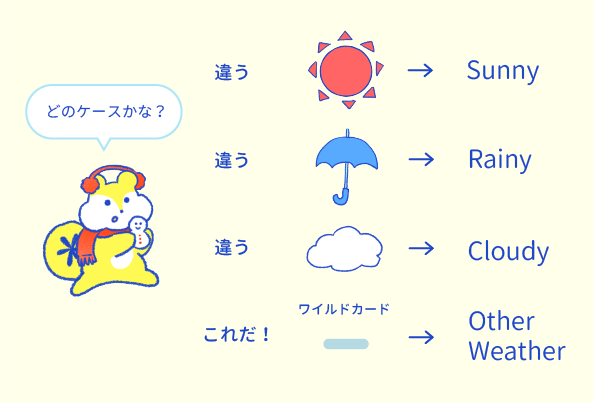 どのケースかな？
違う
→ Sunny
違う
→ Rainy
違う
→ Cloudy
ワイルドカード
これだ！
→ Other
Weather